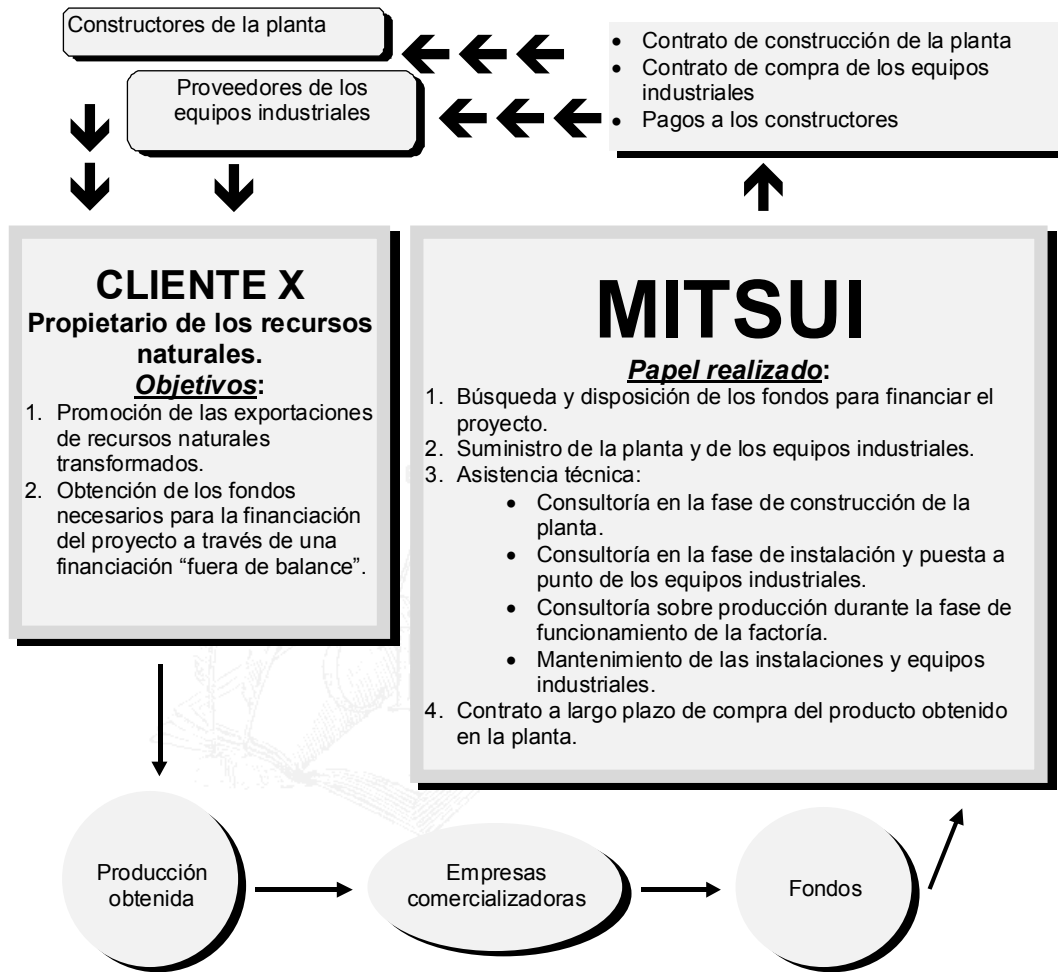 Constructores de la planta
Proveedores de los
equipos industriales
• Contrato de construcción de la planta
• Contrato de compra de los equipos
industriales
• Pagos a los constructores
CLIENTE X
Propietario de los recursos
naturales.
Objetivos:
1. Promoción de las exportaciones
de recursos naturales
transformados.
2. Obtención de los fondos
necesarios para la financiación
del proyecto a través de una
financiación “fuera de balance”.
MITSUI
Papel realizado:
1. Búsqueda y disposición de los fondos para financiar el
proyecto.
2. Suministro de la planta y de los equipos industriales.
3. Asistencia técnica:
• Consultoría en la fase de construcción de la
planta.
• Consultoría en la fase de instalación y puesta a
punto de los equipos industriales.
• Consultoría sobre producción durante la fase de
funcionamiento de la factoría.
• Mantenimiento de las instalaciones y equipos
industriales.
4. Contrato a largo plazo de compra del producto obtenido
en la planta.
Producción
obtenida
Empresas
comercializadoras
Fondos